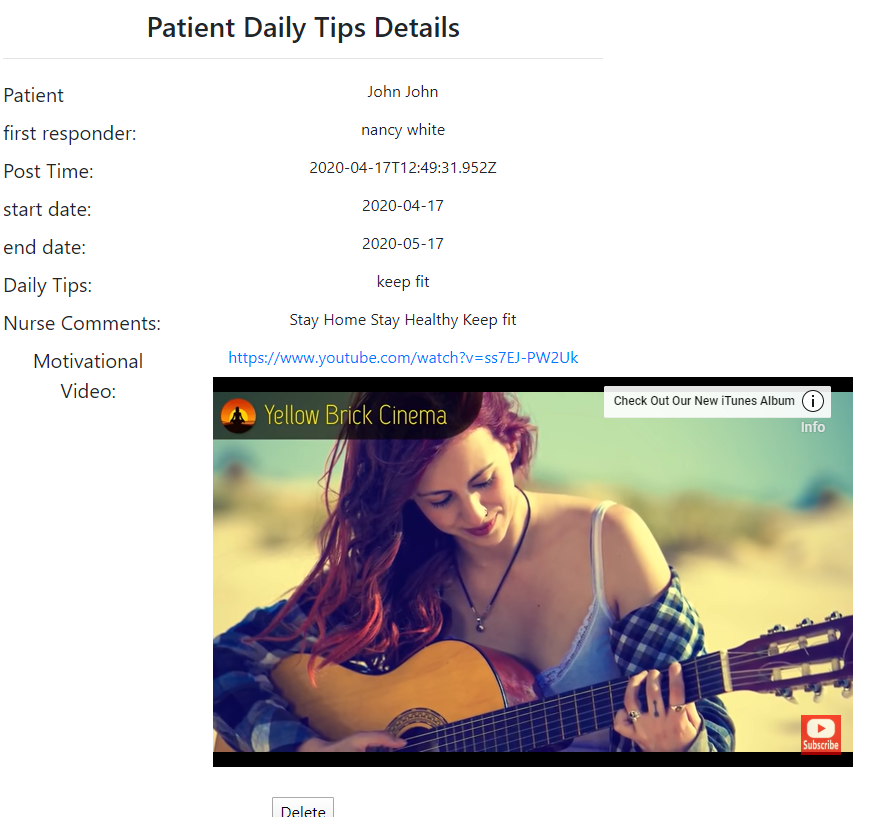 Patient Daily Tips Details
Patient John John
first responder: nancy white
Post Time: 2020-04-17T12:49:31.952Z
start date: 2020-04-17
end date: 2020-05-17
Daily Tips: keep fit
Nurse Comments: Stay Home Stay Healthy Keep fit
Motivational https://www.youtube.com/watch?v=ss7EJ-PW2Uk
Video:
Yellow Brick Cinema
Check Out Our New iTunes Album i
Info
Subscribe
Delete